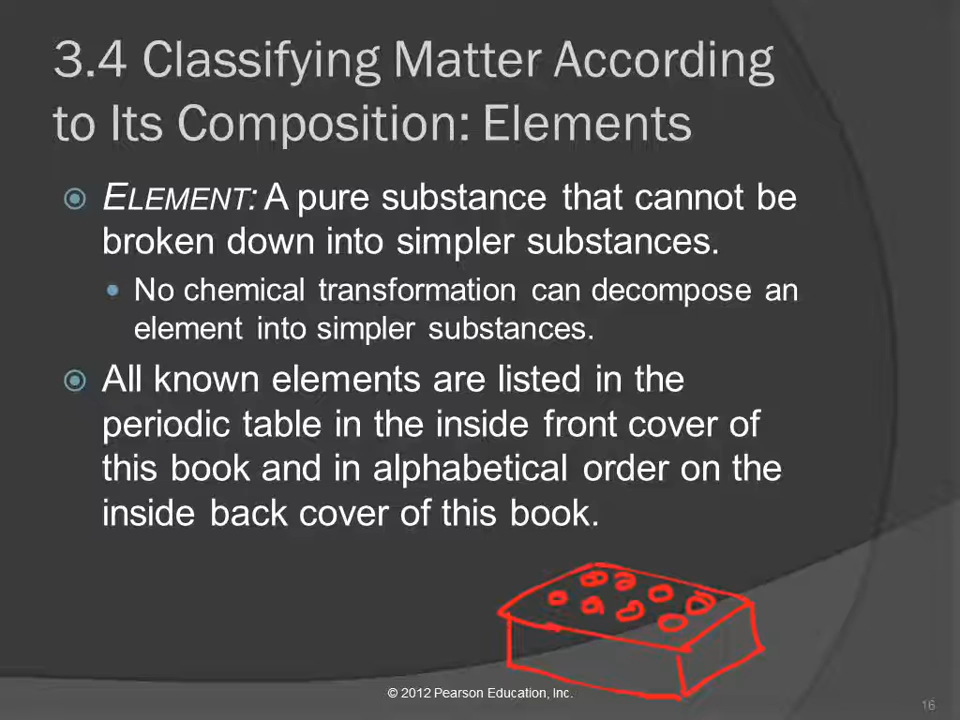 3.4 Classifying Matter According
to Its Composition: Elements
ELEMENT: A pure substance that cannot be
broken down into simpler substances.
No chemical transformation can decompose an
element into simpler substances.
All known elements are listed in the
periodic table in the inside front cover of
this book and in alphabetical order on the
inside back cover of this book.
© 2012 Pearson Education, Inc.
16